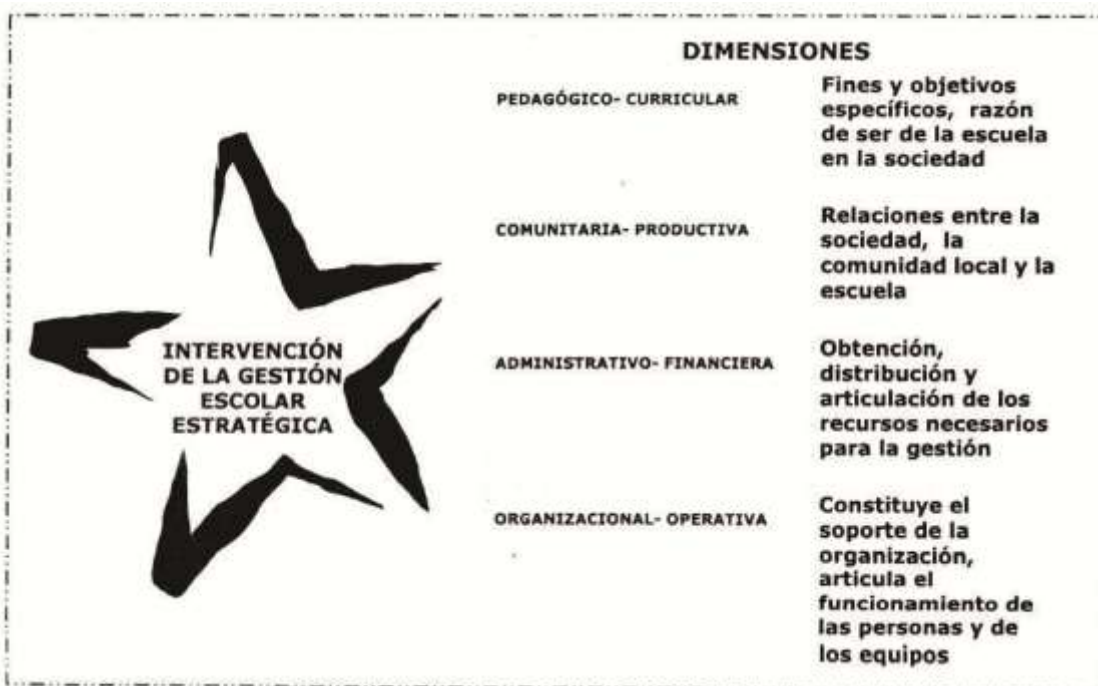 DIMENSIONES
INTERVENCIÓN
DE LA GESTIÓN
ESCOLAR
ESTRATÉGICA
PEDAGÓGICO- CURRICULAR
Fines y objetivos
específicos, razón
de ser de la escuela
en la sociedad
COMUNITARIA- PRODUCTIVA
Relaciones entre la
sociedad, la
comunidad local y la
escuela
ADMINISTRATIVO- FINANCIERA
Obtención,
distribución y
articulación de los
recursos necesarios
para la gestión
ORGANIZACIONAL- OPERATIVA
Constituye el
soporte de la
organización,
articula el
funcionamiento de
las personas y de
los equipos